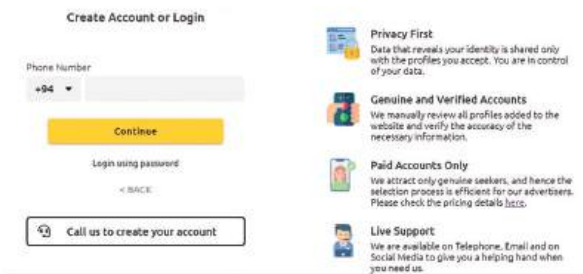 Create Account or Login
Phone Number
+94
Continue
Login using password
< BACK
Call us to create your account
Privacy First
Data that reveals your identity is shared only
with the profiles you accept. You are in control
of your data.
Genuine and Verified Accounts
We manually review all profiles added to the
website and verify the accuracy of the
necessary information.
Paid Accounts Only
We attract only genuine seekers, and hence the
selection process is efficient for our advertisers.
Please check the pricing details here.
Live Support
We are available on Telephone, Email and on
Social Media to give you a helping hand when
you need us.